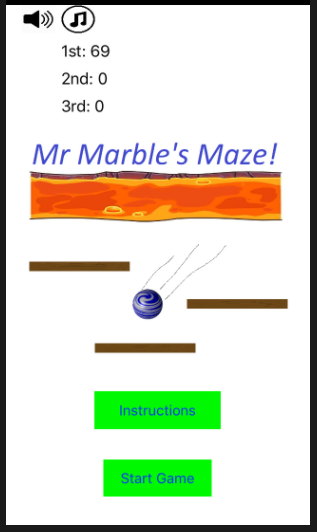 1st: 69
2nd: 0
3rd: 0
Mr Marble's Maze!
Instructions
Start Game